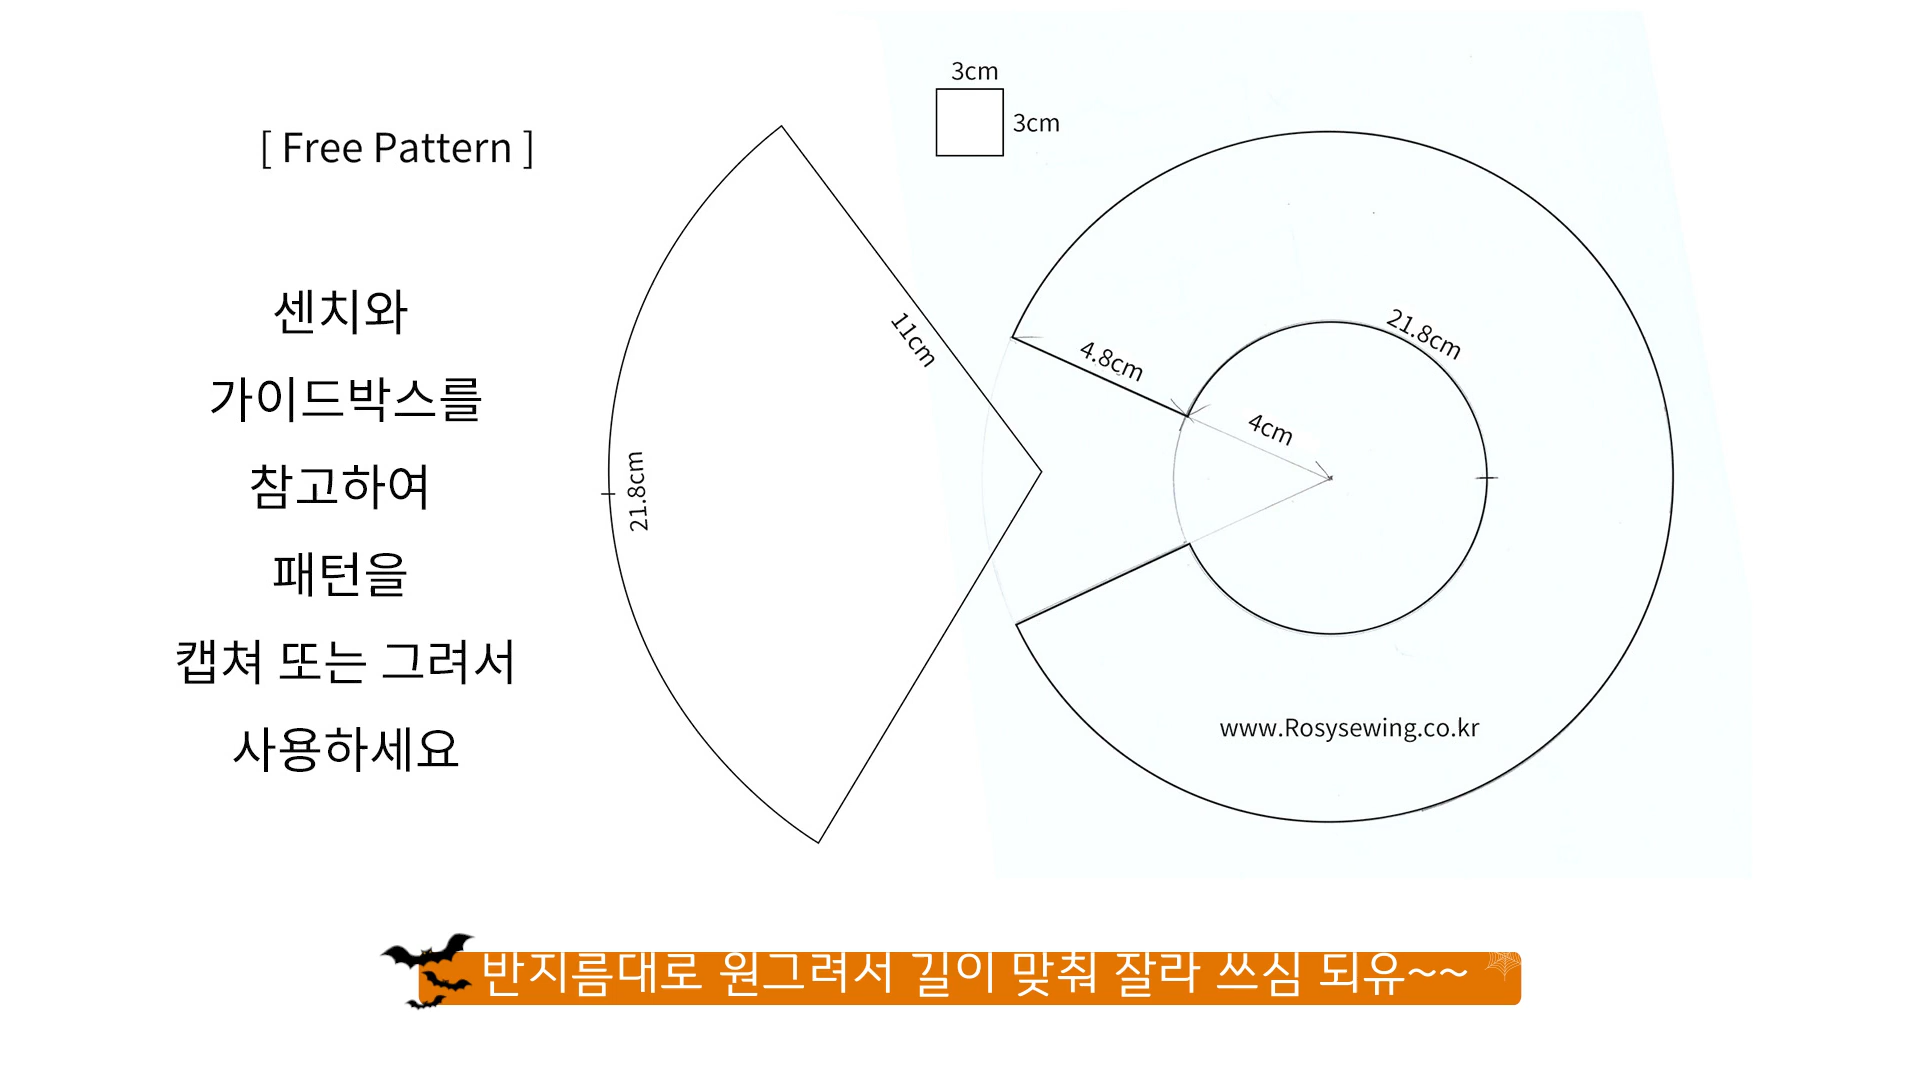 [ Free Pattern ]
센치와
가이드박스를
참고하여
패턴을
캡쳐 또는 그려서
사용하세요
3cm
3cm
11cm
21.8cm
4.8cm
21.8cm
4cm
www.Rosysewing.co.kr
반지름대로 원그려서 길이 맞춰 잘라 쓰심 되유~~